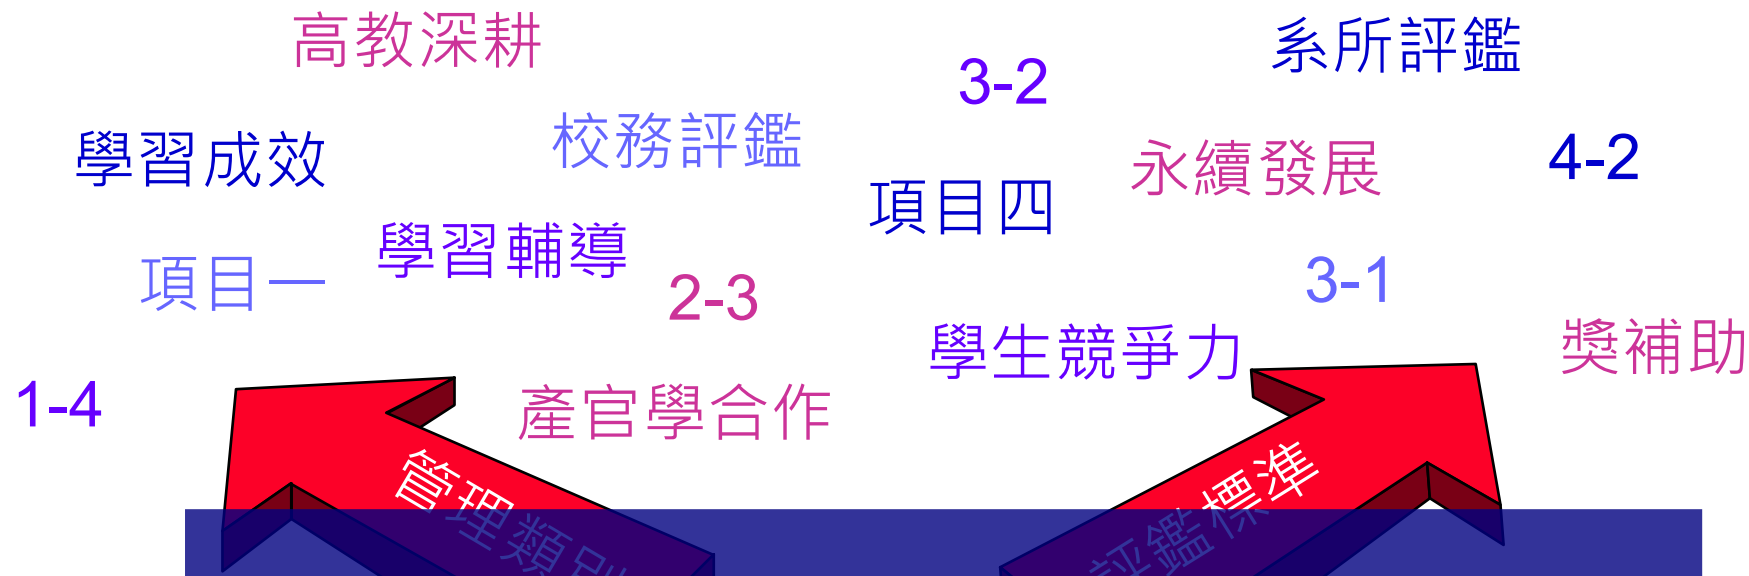 高教深耕
系所評鑑
3-2
校務評鑑
學習成效
永續發展
4-2
項目四
學習輔導
項目一
3-1
2-3
學生競爭力
獎補助
1-4
產官學合作
管理類別
評鑑標準